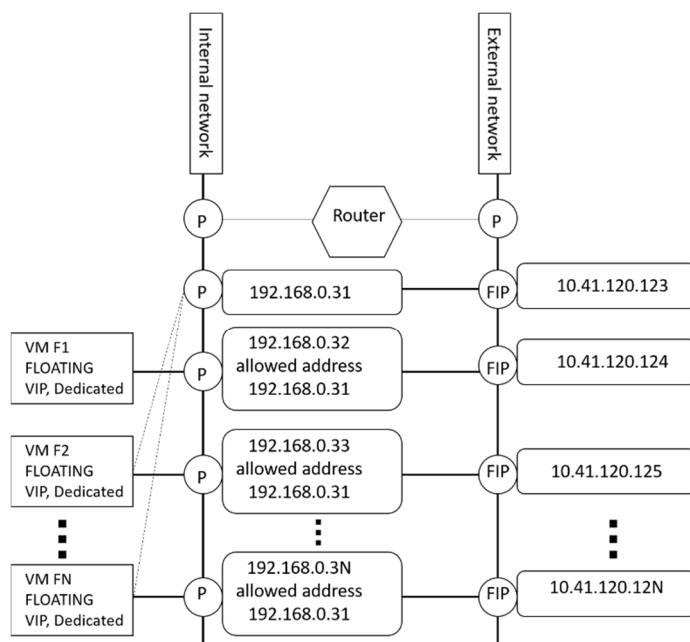 Internal network
External network
P
Router
P
P
192.168.0.31
FIP
10.41.120.123
VM F1
FLOATING
VIP, Dedicated
P
192.168.0.32
allowed address
192.168.0.31
FIP
10.41.120.124
VM F2
FLOATING
VIP, Dedicated
P
192.168.0.33
allowed address
192.168.0.31
FIP
10.41.120.125
VM FN
FLOATING
VIP, Dedicated
P
192.168.0.3N
allowed address
192.168.0.31
FIP
10.41.120.12N